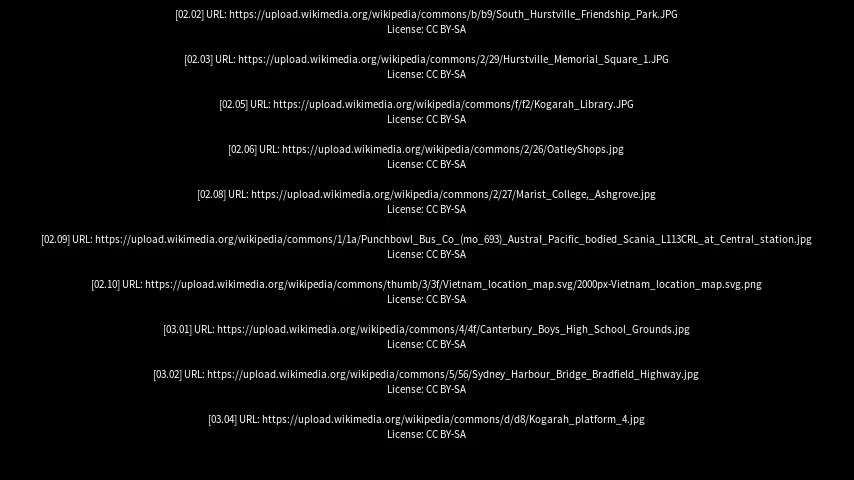 [02.02] URL: https://upload.wikimedia.org/wikipedia/commons/b/b9/South_Hurstville_Friendship_Park.JPG
License: CC BY-SA
[02.03] URL: https://upload.wikimedia.org/wikipedia/commons/2/29/Hurstville_Memorial_Square_1.JPG
License: CC BY-SA
[02.05] URL: https://upload.wikimedia.org/wikipedia/commons/f/f2/Kogarah_Library.JPG
License: CC BY-SA
[02.06] URL: https://upload.wikimedia.org/wikipedia/commons/2/26/OatleyShops.jpg
License: CC BY-SA
[02.08] URL: https://upload.wikimedia.org/wikipedia/commons/2/27/Marist_College,_Ashgrove.jpg
License: CC BY-SA
[02.09] URL: https://upload.wikimedia.org/wikipedia/commons/1/1a/Punchbowl_Bus_Co_(mo_693)_Austral_Pacific_bodied_Scania_L113CRL_at_Central_station.jpg
License: CC BY-SA
[02.10] URL: https://upload.wikimedia.org/wikipedia/commons/thumb/3/3f/Vietnam_location_map.svg/2000px-Vietnam_location_map.svg.png
License: CC BY-SA
[03.01] URL: https://upload.wikimedia.org/wikipedia/commons/4/4f/Canterbury_Boys_High_School_Grounds.jpg
License: CC BY-SA
[03.02] URL: https://upload.wikimedia.org/wikipedia/commons/5/56/Sydney_Harbour_Bridge_Bradfield_Highway.jpg
License: CC BY-SA
[03.04] URL: https://upload.wikimedia.org/wikipedia/commons/d/d8/Kogarah_platform_4.jpg
License: CC BY-SA